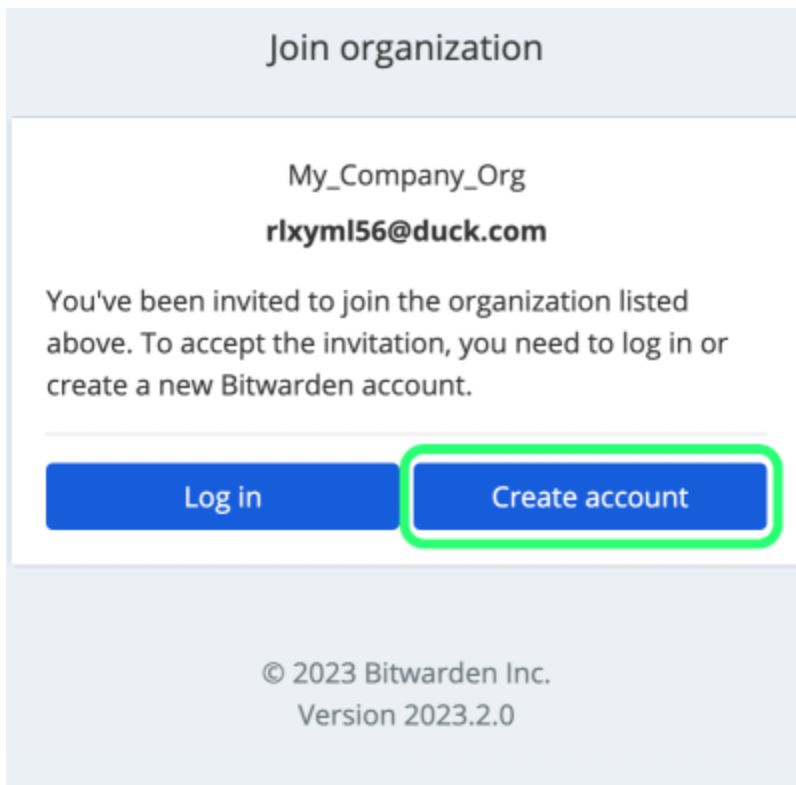 Join organization
My_Company_Org
rlxyml56@duck.com
You've been invited to join the organization listed
above. To accept the invitation, you need to log in or
create a new Bitwarden account.
Log in
Create account
© 2023 Bitwarden Inc.
Version 2023.2.0